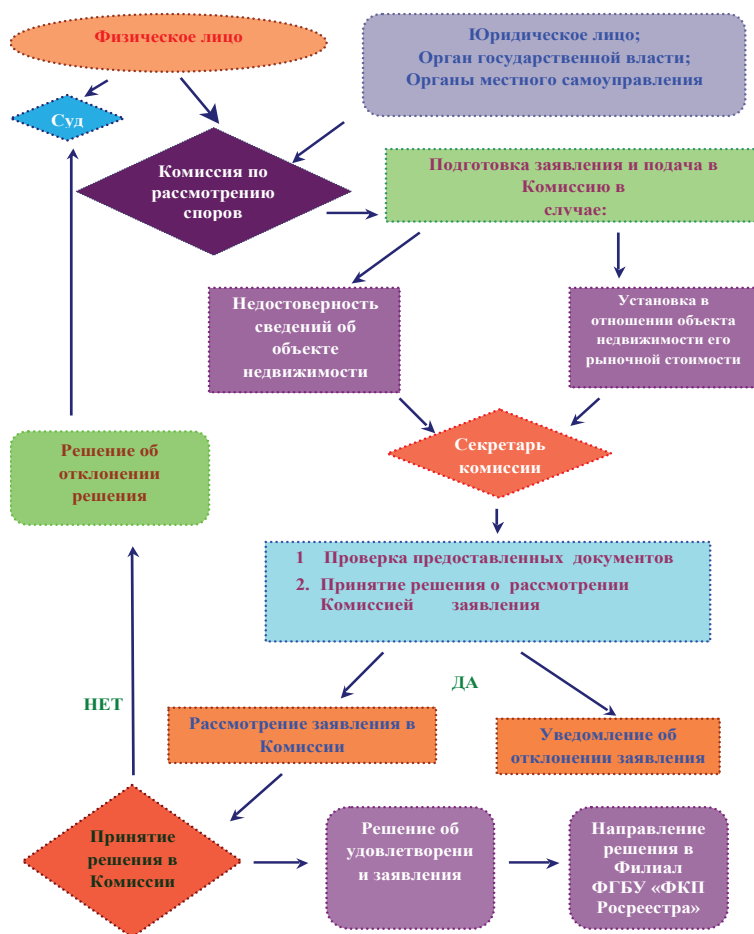 Физическое лицо
Юридическое лицо;
Орган государственной власти;
Органы местного самоуправления
Суд
Комиссия по
рассмотрению
споров
Подготовка заявления и подача в
Комиссию в
случае:
Недостоверность
сведений об
объекте
недвижимости
Установка в
отношении объекта
недвижимости его
рыночной стоимости
Секретарь
комиссии
Решение об
отклонении
решения
1 Проверка предоставленных документов
2. Принятие решения о рассмотрении
Комиссией заявления
НЕТ
ДА
Рассмотрение заявления в
Комиссии
Уведомление об
отклонении заявления
Принятие
решения в
Комиссии
Решение об
удовлетворени
и заявления
Направление
решения в
Филиал
ФГБУ «ФКП
Росреестра»